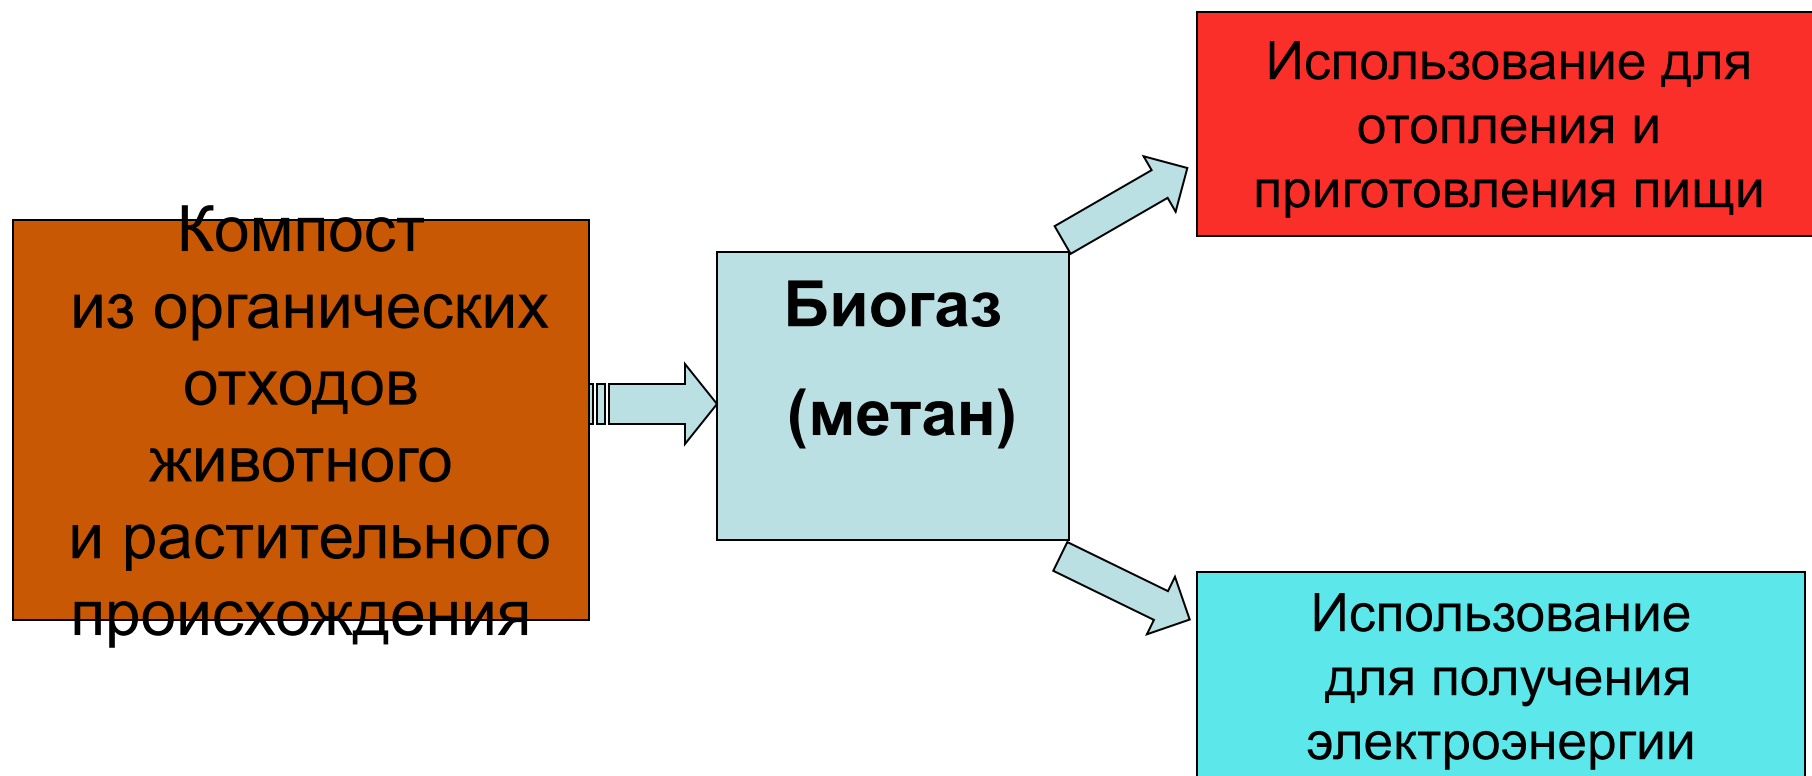 Компост
из органических
отходов
животного
и растительного
происхождения
Биогаз
(метан)
Использование для
отопления и
приготовления пищи
Использование
для получения
электроэнергии